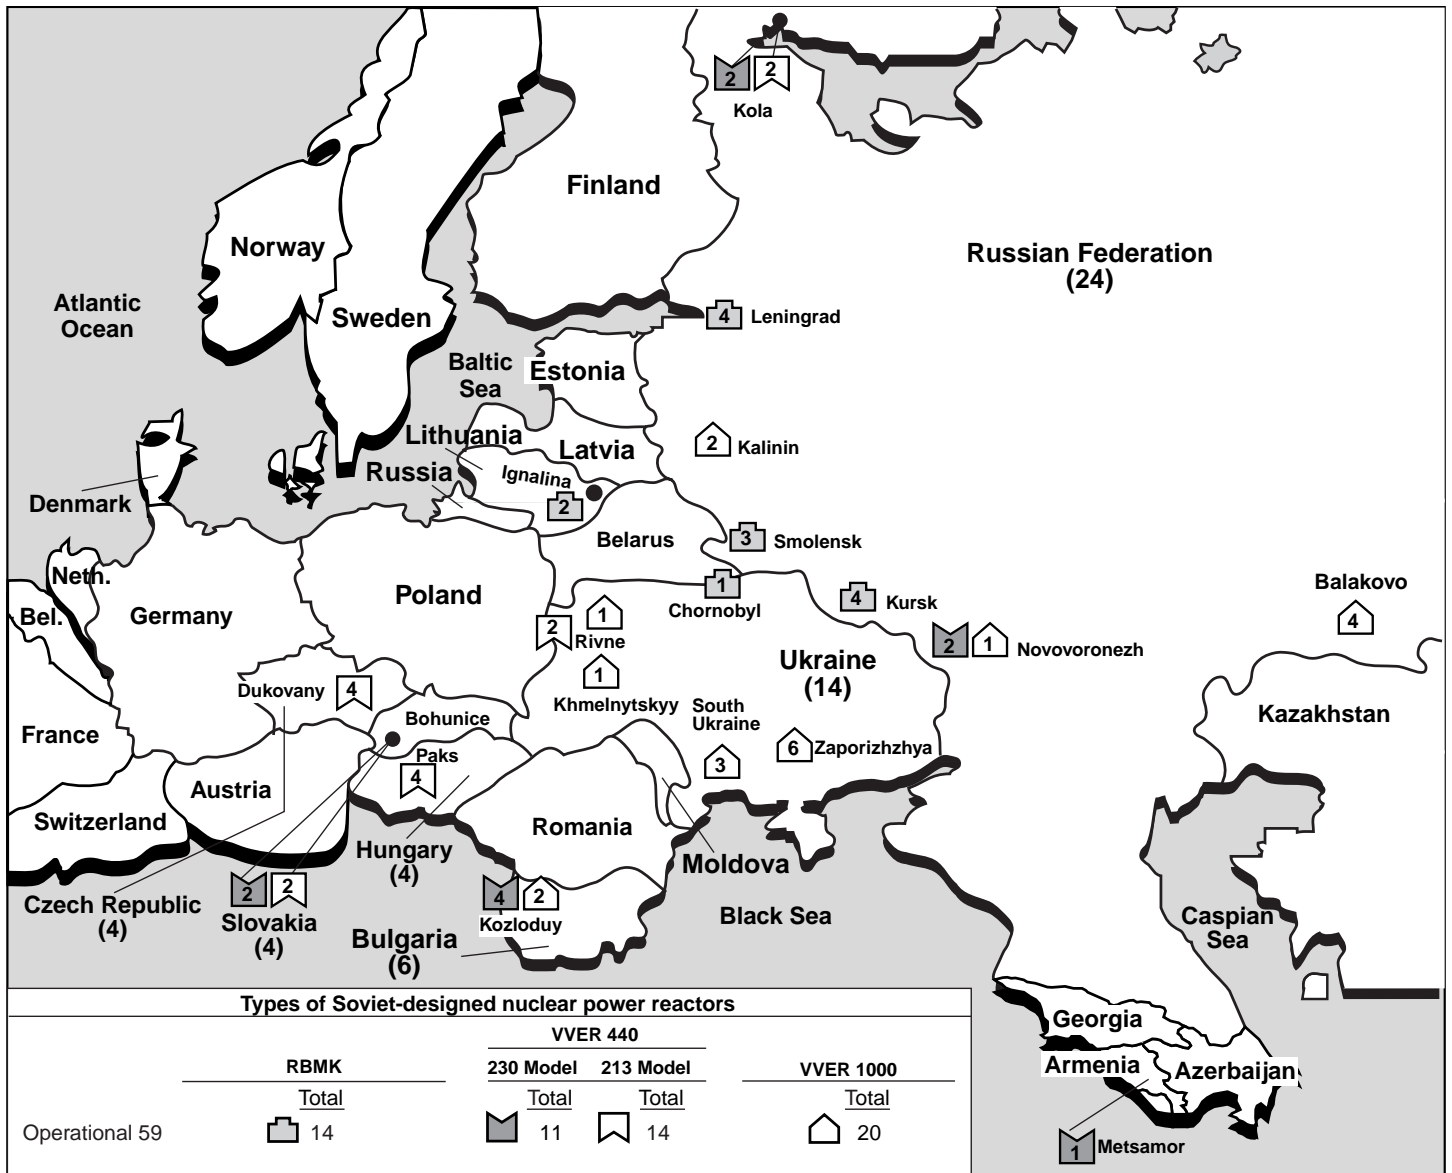 2
2
Kola
Finland
Norway
Russian Federation
(24)
Atlantic
Ocean
Sweden
4
Leningrad
Baltic
Sea
Estonia
Lithuania
Latvia
2
Kalinin
Russia
Ignalina
2
Denmark
Belarus
3
Smolensk
Neth.
Balakovo
4
Bel.
Germany
Poland
1
Chornobyl
4
Kursk
2
1
Rivne
2
1
Novovoronezh
Ukraine
(14)
1
Khmelnytskyy
Dukovany
4
South
Ukraine
3
6
Zaporizhzhya
Kazakhstan
France
Bohunice
Paks
4
Austria
Switzerland
Romania
Hungary
(4)
Moldova
Czech Republic
(4)
2
2
Slovakia
(4)
4
2
Kozloduy
Bulgaria
(6)
Black Sea
Caspian
Sea
Georgia
Armenia
Azerbaijan
1
Metsamor
Types of Soviet-designed nuclear power reactors
VVER 440
RBMK
230 Model
213 Model
VVER 1000
Total
Total
Total
Total
Operational 59
14
11
14
20